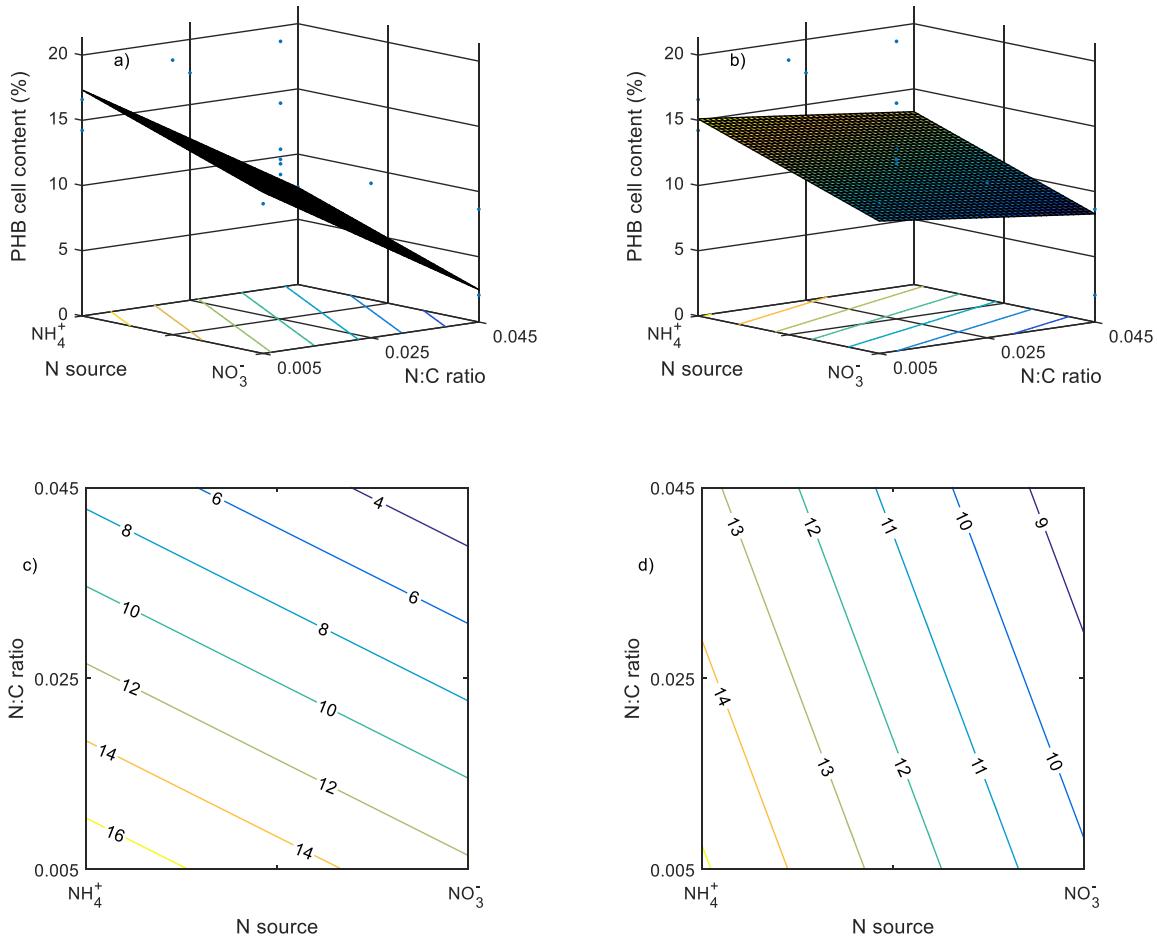 a)
PHB cell content (%)
20
15
10
5
0
NH4+
N source
NO3-
0.005
0.025
0.045
N:C ratio
b)
PHB cell content (%)
20
15
10
5
0
NH4+
N source
NO3-
0.005
0.025
0.045
N:C ratio
c)
N:C ratio
0.045
0.025
0.005
4
6
8
6
10
8
12
10
14
12
16
14
NH4+
NO3-
N source
d)
N:C ratio
0.045
0.025
0.005
13
12
11
10
9
14
13
12
11
10
NH4+
NO3-
N source